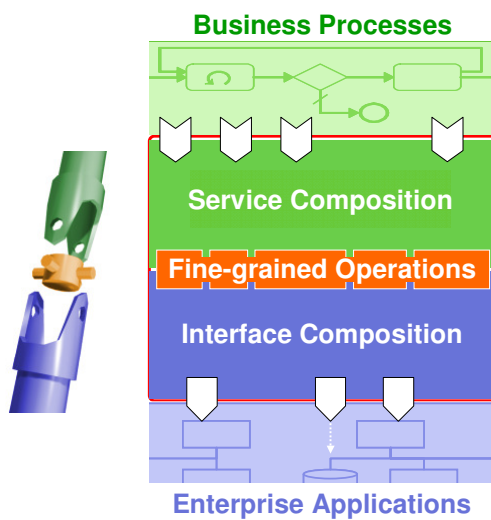 Business Processes
Service Composition
Fine-grained Operations
Interface Composition
Enterprise Applications